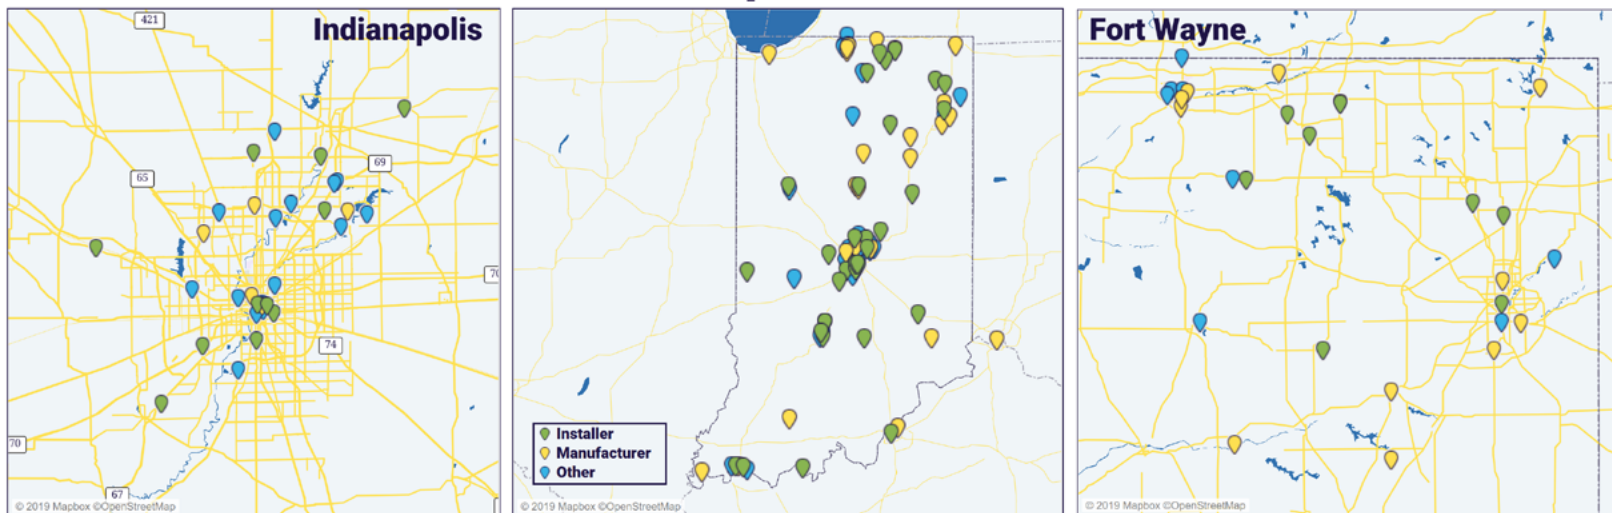 Indianapolis
421
69
65
70
74
70
67
© 2019 Mapbox ©OpenStreetMap
Installer
Manufacturer
Other
© 2019 Mapbox ©OpenStreetMap
Fort Wayne
© 2019 Mapbox ©OpenStreetMap